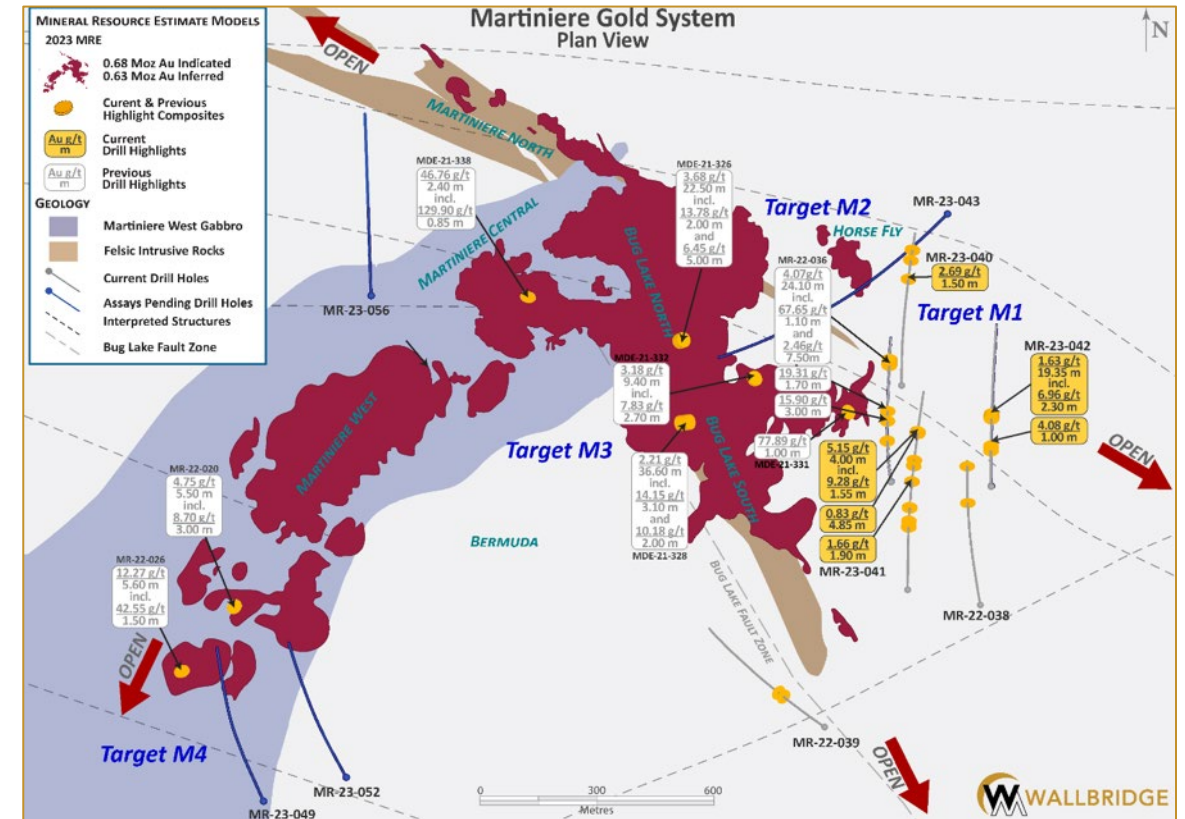 Martiniere Gold System
Plan View
N
MINERAL RESOURCE ESTIMATE MODELS
2023 MRE
0.68 Moz Au Indicated
0.63 Moz Au Inferred
Curent & Previous
Highlight Composites
Au g/t
m
Current
Drill Highlights
Au g/t
m
Previous
Drill Highlights
GEOLOGY
Martiniere West Gabbro
Felsic Intrusive Rocks
Current Drill Holes
Assays Pending Drill Holes
Interpreted Structures
Bug Lake Fault Zone
OPEN
MARTINIERE NORTH
MDE-21-338
46.76 g/t
2.40 m
incl.
129.90 g/t
0.85 m
MARTINIERE CENTRAL
MDE-21-326
3.68 g/t
22.50 m
incl.
13.78 g/t
2.00 m
and
6.45 g/t
5.00 m
BUG LAKE NORTH
Target M2
HORSE FLY
MR-23-043
MR-23-040
2.69 g/t
1.50 m
MR-22-036
4.07g/t
24.10 m
incl.
67.65 g/t
1.10 m
and
2.46g/t
7.50m
19.31 g/t
1.70 m
15.90 g/t
3.00 m
Target M1
MR-23-042
1.63 g/t
19.35 m
incl.
6.96 g/t
2.30 m
4.08 g/t
1.00 m
OPEN
MR-23-056
MDE-21-332
3.18 g/t
9.40 m
incl.
7.83 g/t
2.70 m
MARTINIERE WEST
Target M3
BUG LAKE SOUTH
77.89 g/t
1.00 m
MDE-21-331
5.15 g/t
4.00 m
incl.
9.28 g/t
1.55 m
0.83 g/t
4.85 m
1.66 g/t
1.90 m
MR-23-041
2.21 g/t
36.60 m
incl.
14.15 g/t
3.10 m
and
10.18 g/t
2.00 m
MDE-21-328
MR-22-020
4.75 g/t
5.50 m
incl.
8.70 g/t
3.00 m
BERMUDA
MR-22-026
12.27 g/t
5.60 m
incl.
42.55 g/t
1.50 m
BUG LAKE FAULT ZONE
MR-22-038
OPEN
Target M4
MR-22-039
OPEN
MR-23-052
MR-23-049
0 300 600
Metres
WALLBRIDGE